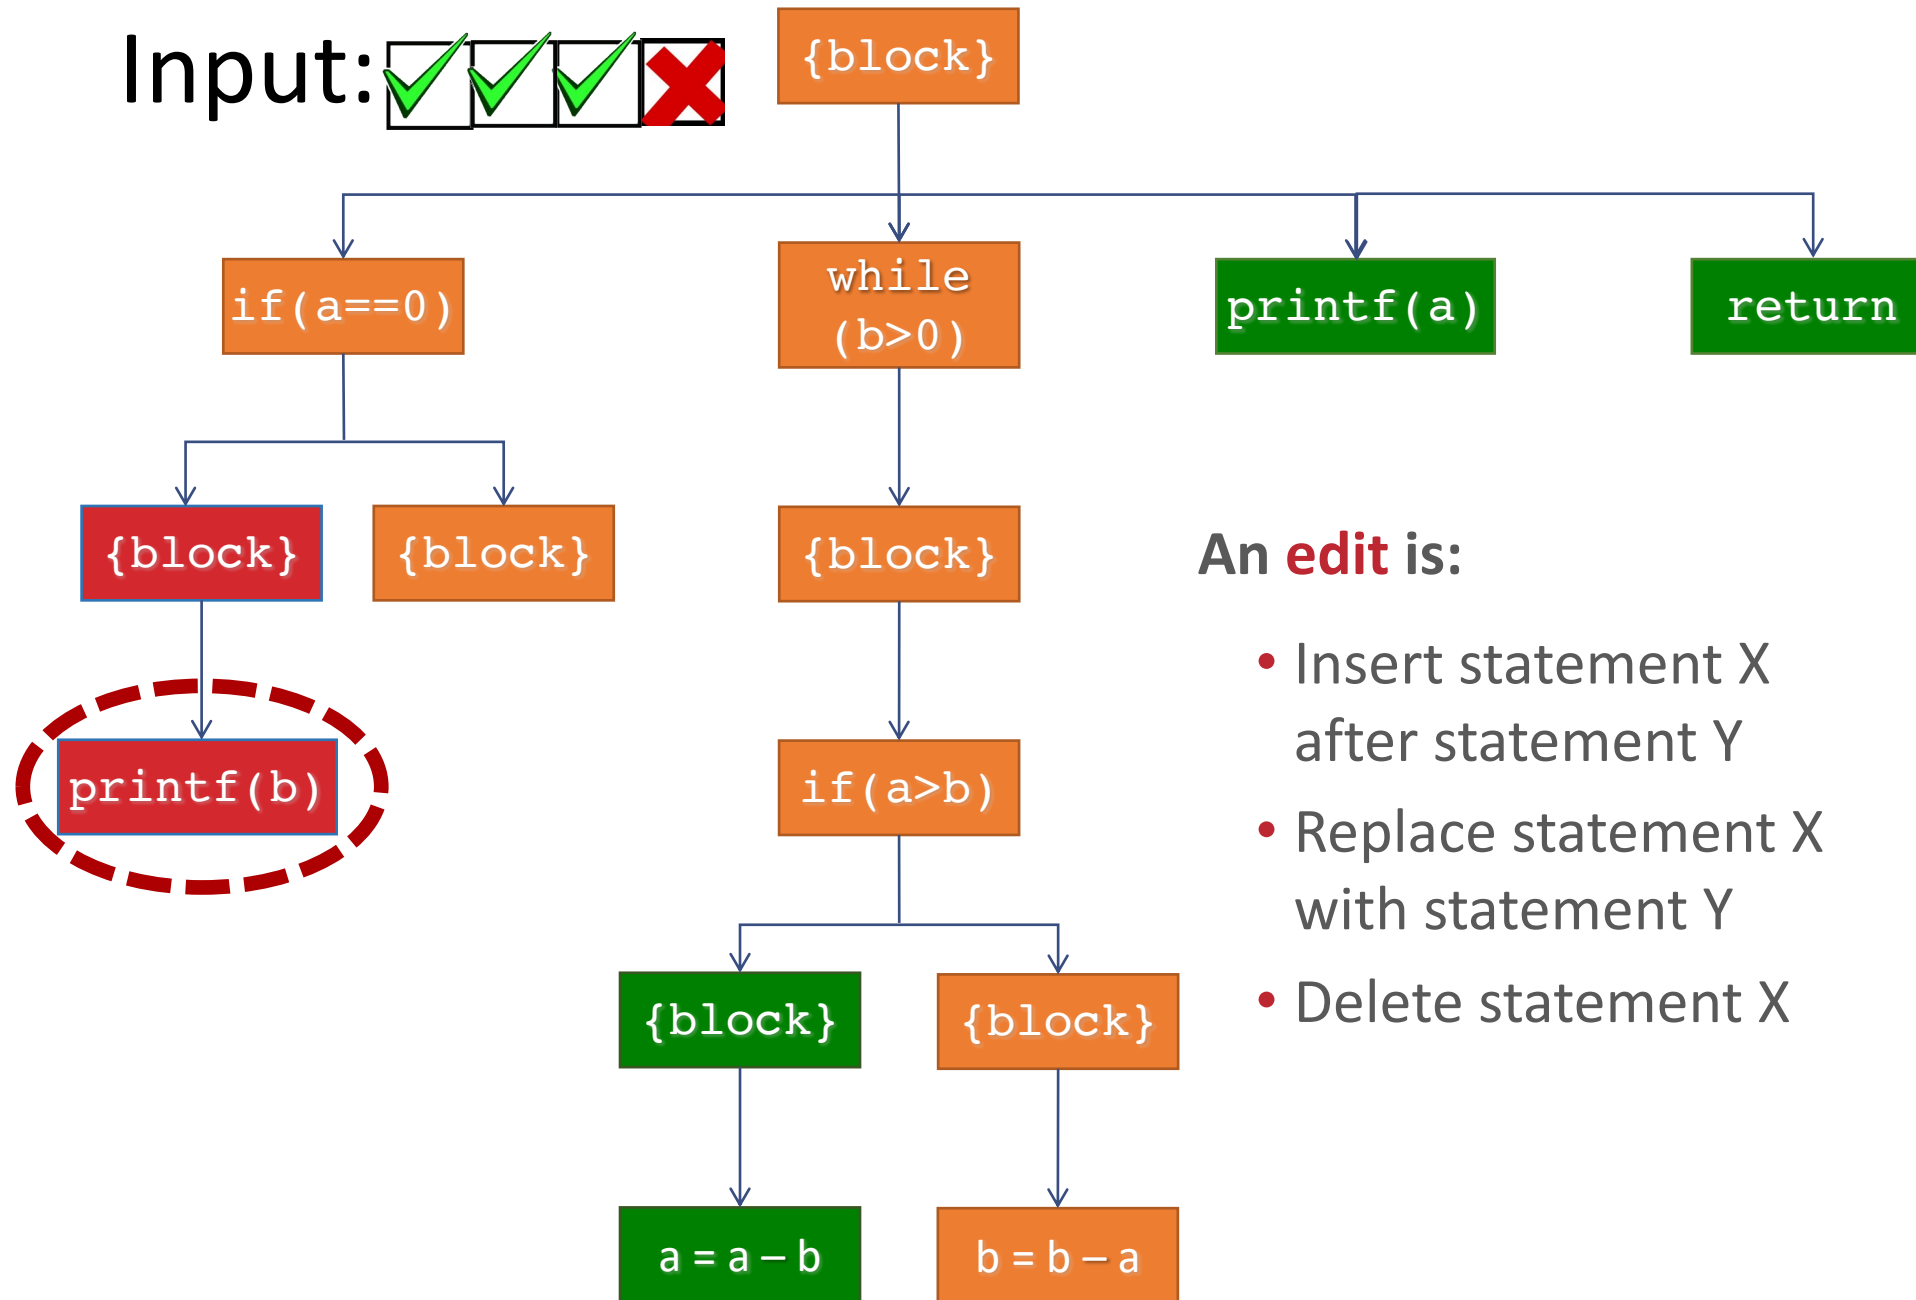 Input:
{block}
if(a==0)
while
(b>0)
printf(a)
return
{block}
{block}
{block}
An edit is:
• Insert statement X
after statement Y
• Replace statement X
with statement Y
• Delete statement X
printf(b)
if(a>b)
{block}
{block}
a = a – b
b = b – a